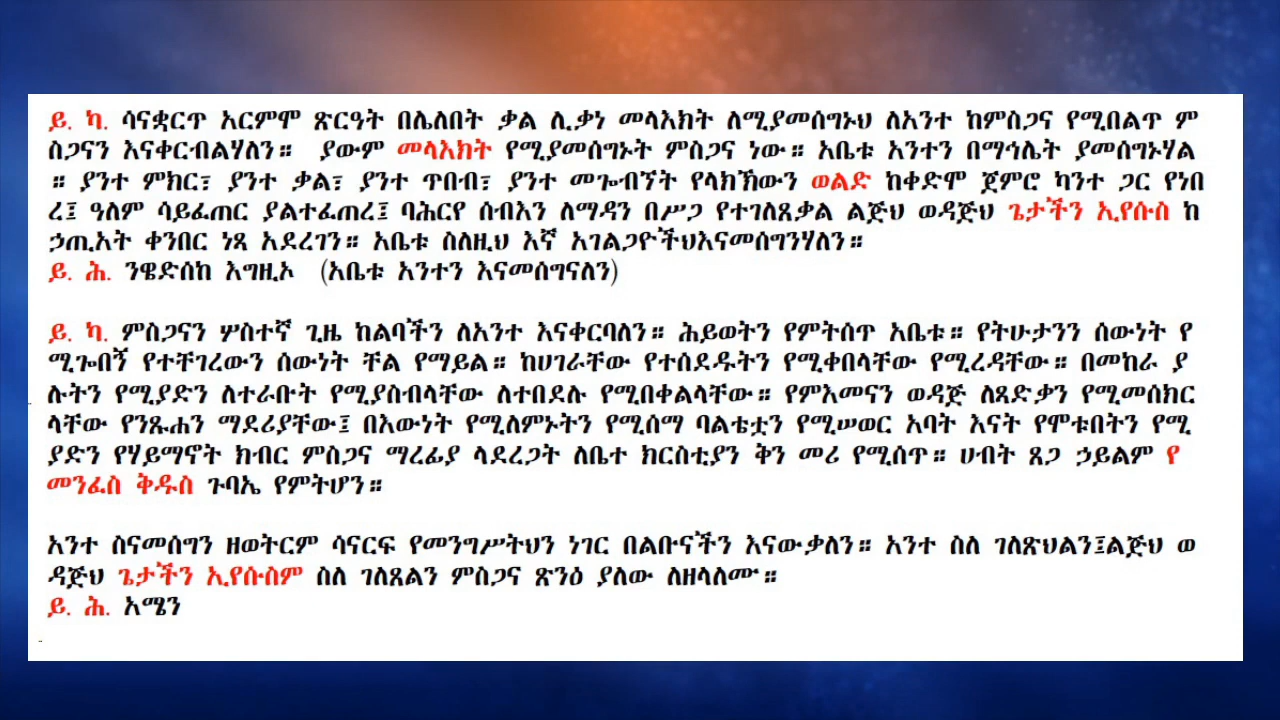 ይ. ካ. ሳናቋርጥ አርምሞ ጽርዓት በሌለበት ቃል ሊቃነ መላእክት ለሚያመሰግኑህ ለአንተ ከምስጋና የሚበልጥ ም
ስጋናን እናቀርብልሃለን። ያውም መላእክት የሚያመሰግኑት ምስጋና ነው። አቤቱ አንተን በማኅሌት ያመሰግኑሃል
። ያንተ ምክር፣ ያንተ ቃል፣ ያንተ ጥበብ፣ ያንተ መጐብኘት የላክኸውን ወልድ ከቀድሞ ጀምሮ ካንተ ጋር የነበ
ረ፤ ዓለም ሳይፈጠር ያልተፈጠረ፤ ባሕርየ ሰብእን ለማዳን በሥጋ የተገለጸቃል ልጅህ ወዳጅህ ጌታችን ኢየሱስ ከ
ኃጢአት ቀንበር ነጻ አደረገን። አቤቱ ስለዚህ እኛ አገልጋዮችህእናመሰግንሃለን።
ይ. ሕ. ንዌድሰከ እግዚኦ (አቤቱ አንተን እናመሰግናለን)
ይ. ካ. ምስጋናን ሦስተኛ ጊዜ ከልባችን ለአንተ እናቀርባለን። ሕይወትን የምትሰጥ አቤቱ። የትሁታንን ሰውነት የ
ሚጐበኝ የተቸገረውን ሰውነት ቸል የማይል። ከሀገራቸው የተሰደዱትን የሚቀበላቸው የሚረዳቸው። በመከራ ያ
ሉትን የሚያድን ለተራቡት የሚያስብላቸው ለተበደሉ የሚበቀልላቸው። የምእመናን ወዳጅ ለጻድቃን የሚመሰክር
ላቸው የንጹሐን ማደሪያቸው፤ በእውነት የሚለምኑትን የሚሰማ ባልቴቷን የሚሠወር አባት እናት የሞቱበትን የሚ
ያድን የሃይማኖት ክብር ምስጋና ማረፊያ ላደረጋት ለቤተ ክርስቲያን ቅን መሪ የሚሰጥ። ሀብት ጸጋ ኃይልም የ
መንፈስ ቅዱስ ጉባኤ የምትሆን።
አንተ ስናመሰግን ዘወትርም ሳናርፍ የመንግሥትህን ነገር በልቡናችን እናውቃለን። አንተ ስለ ገለጽህልን፤ልጅህ ወ
ዳጅህ ጌታችን ኢየሱስም ስለ ገለጸልን ምስጋና ጽንዕ ያለው ለዘላለሙ።
ይ. ሕ. አሜን